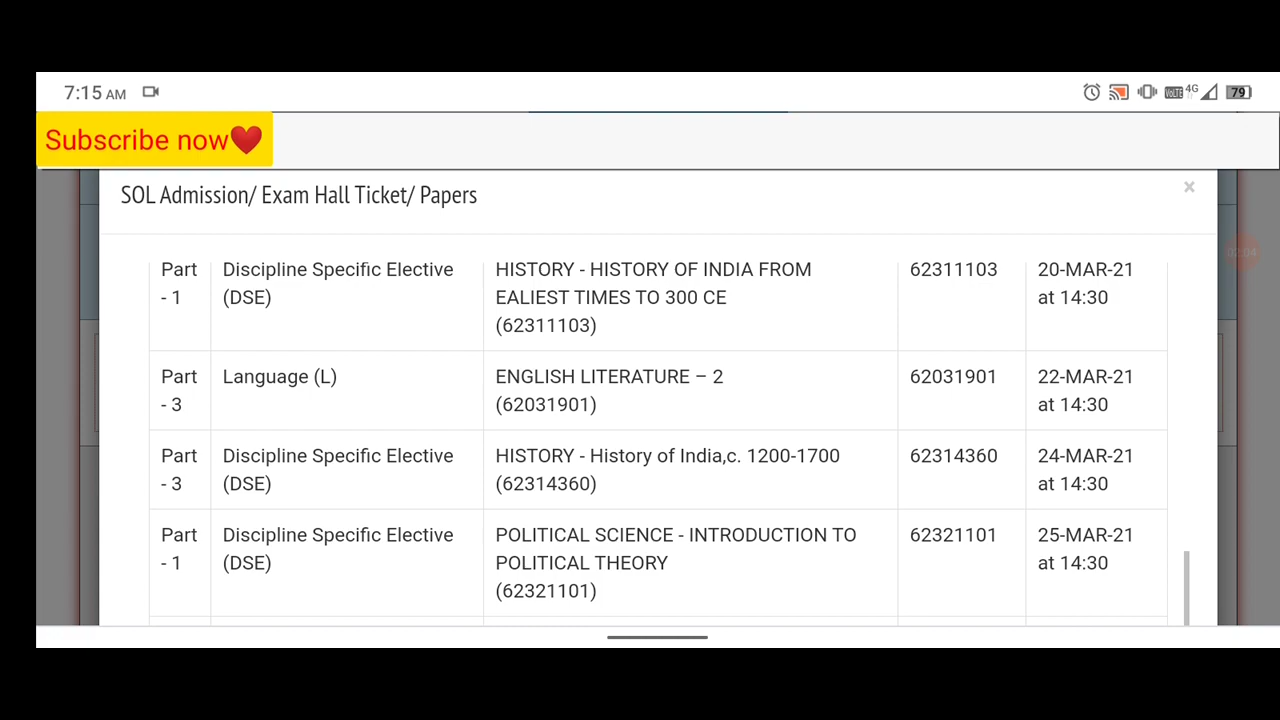 7:15 AM
VoLTE 4G 79
Subscribe now❤️
SOL Admission/ Exam Hall Ticket/ Papers ×
02:04
Part Discipline Specific Elective HISTORY - HISTORY OF INDIA FROM 62311103 20-MAR-21
- 1 (DSE) EALIEST TIMES TO 300 CE at 14:30
(62311103)
Part Language (L) ENGLISH LITERATURE – 2 62031901 22-MAR-21
- 3 (62031901) at 14:30
Part Discipline Specific Elective HISTORY - History of India,c. 1200-1700 62314360 24-MAR-21
- 3 (DSE) (62314360) at 14:30
Part Discipline Specific Elective POLITICAL SCIENCE - INTRODUCTION TO 62321101 25-MAR-21
- 1 (DSE) POLITICAL THEORY at 14:30
(62321101)